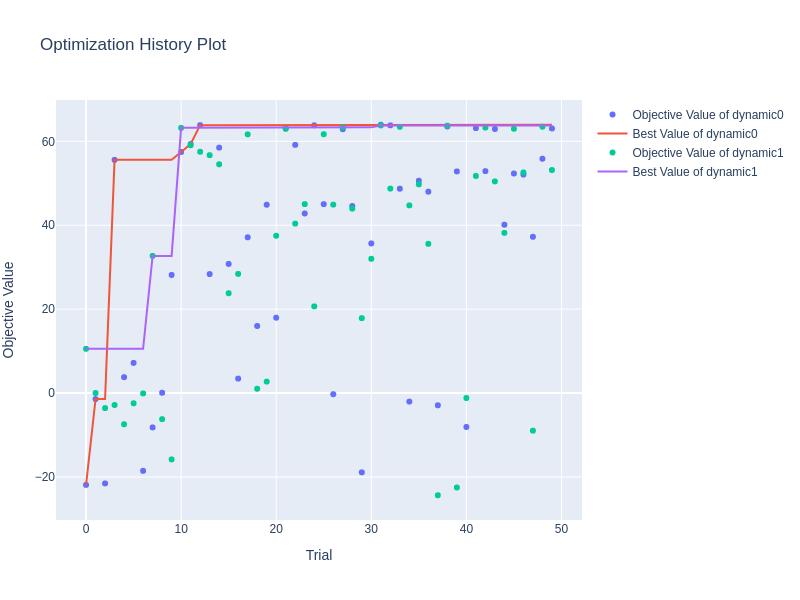 Optimization History Plot
Objective Value of dynamic0
Best Value of dynamic0
Objective Value of dynamic1
Best Value of dynamic1
60
40
20
0
−20
Objective Value
0
10
20
30
40
50
Trial